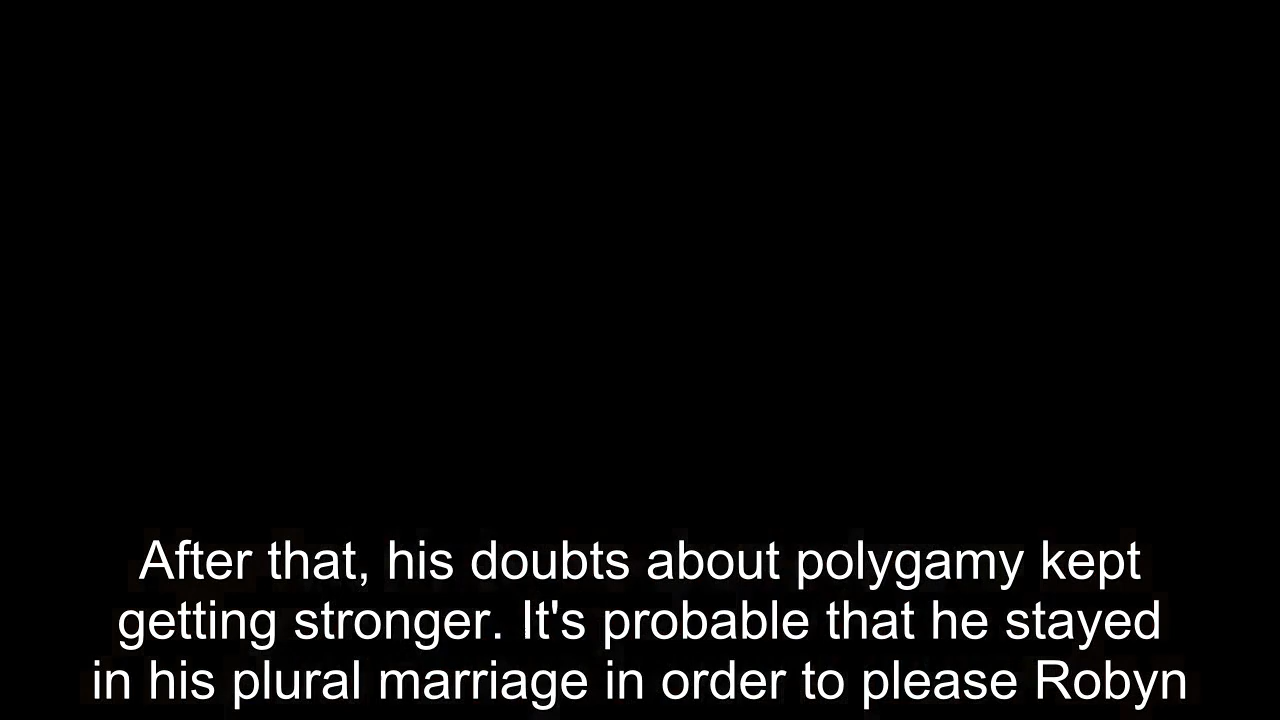 After that, his doubts about polygamy kept
getting stronger. It's probable that he stayed
in his plural marriage in order to please Robyn